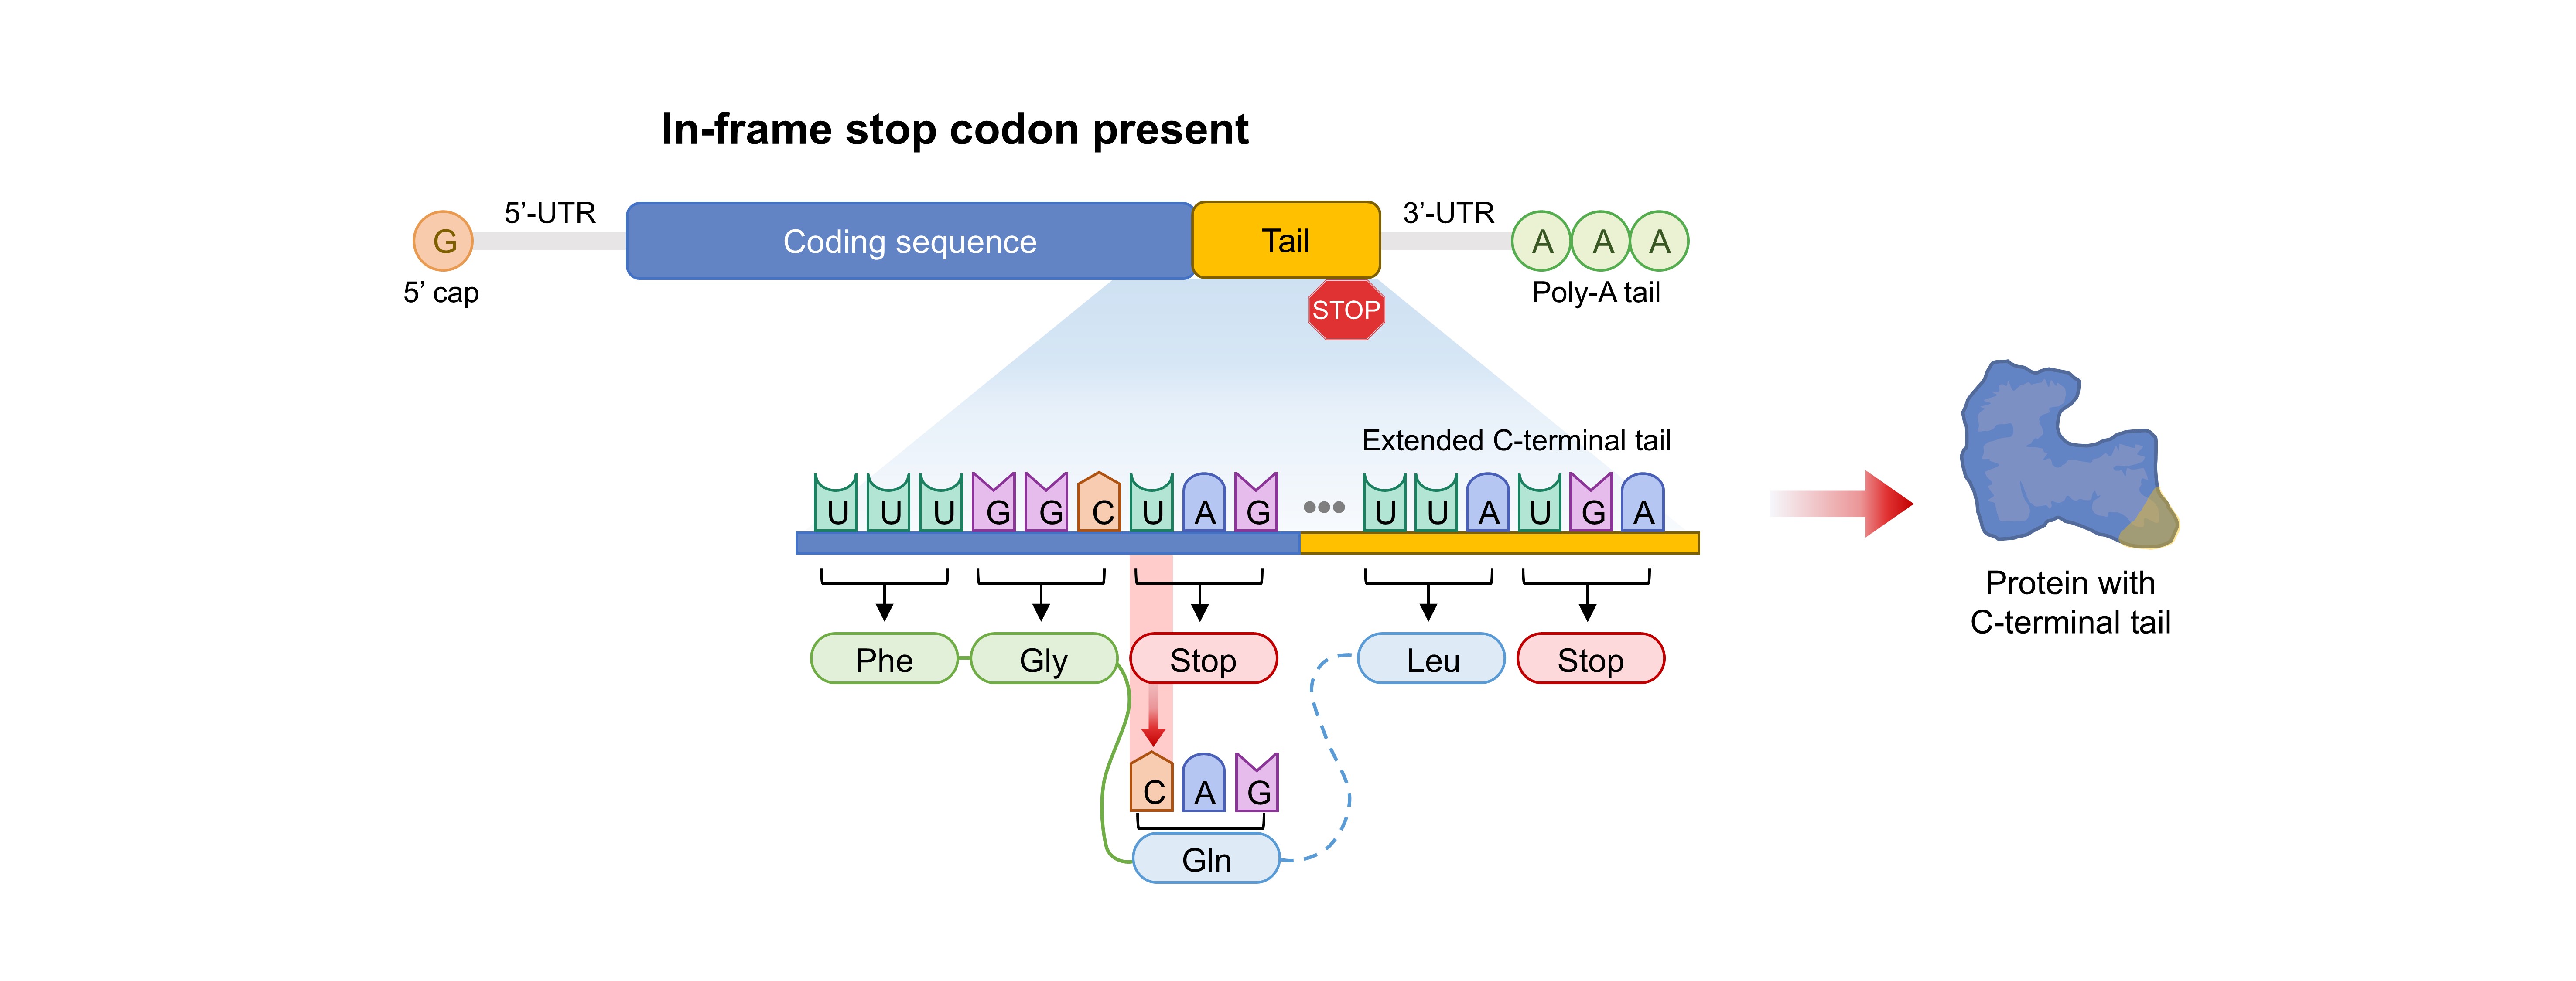 In-frame stop codon present
5’-UTR
3’-UTR
G
Coding sequence
Tail
A A A
5’ cap
STOP
Poly-A tail
Extended C-terminal tail
U U U G G C U A G ••• U U A U G A
Phe
Gly
Stop
Leu
Stop
C A G
Gln
Protein with
C-terminal tail